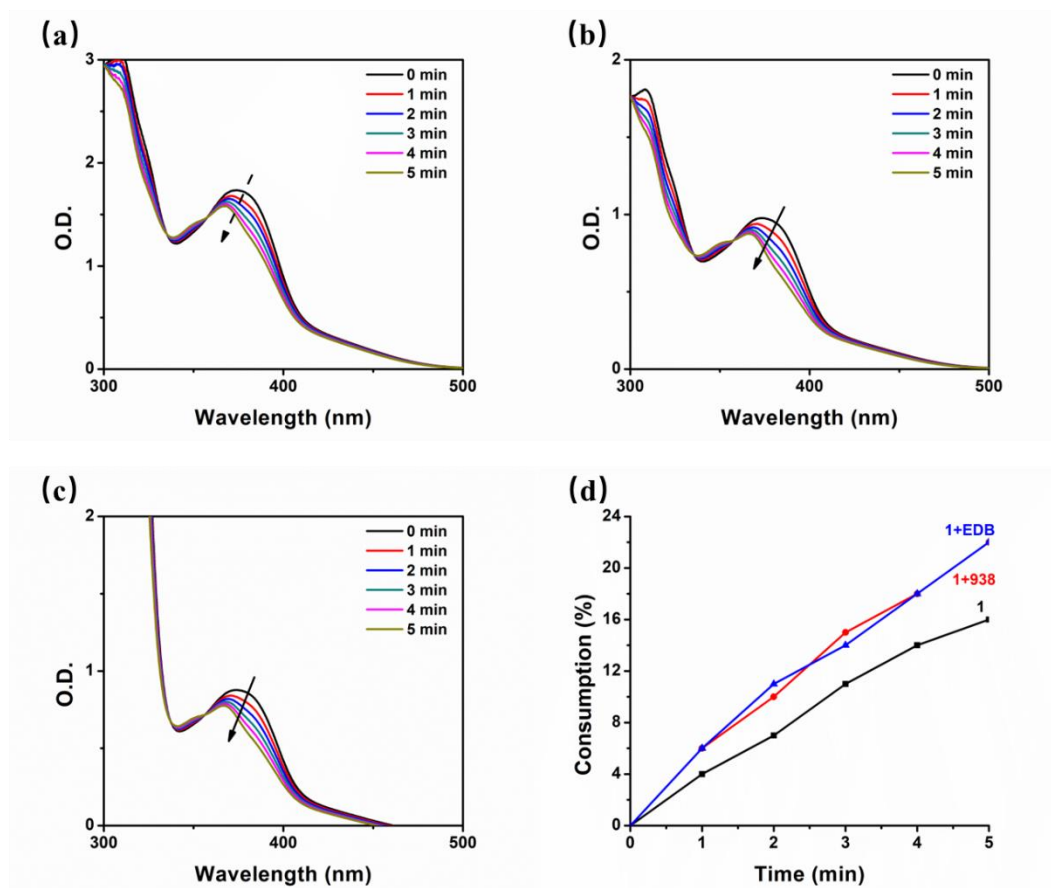 (a)
3
2
1
0
O.D.
300
400
500
Wavelength (nm)
0 min
1 min
2 min
3 min
4 min
5 min
(b)
2
1
0
O.D.
300
400
500
Wavelength (nm)
0 min
1 min
2 min
3 min
4 min
5 min
(c)
2
1
0
O.D.
300
400
500
Wavelength (nm)
0 min
1 min
2 min
3 min
4 min
5 min
(d)
24
20
16
12
8
4
0
Consumption (%)
0
1
2
3
4
5
Time (min)
1+EDB
1+938
1